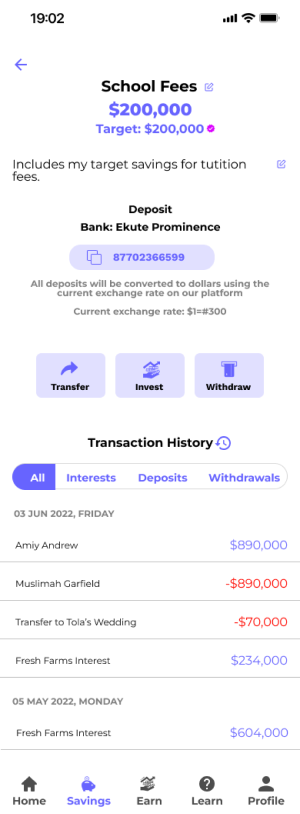 19:02
School Fees
$200,000
Target: $200,000
Includes my target savings for tutition
fees.
Deposit
Bank: Ekute Prominence
87702366599
All deposits will be converted to dollars using the
current exchange rate on our platform
Current exchange rate: $1=#300
Transfer
Invest
Withdraw
Transaction History
All
Interests
Deposits
Withdrawals
03 JUN 2022, FRIDAY
Amiy Andrew
$890,000
Muslimah Garfield
-$890,000
Transfer to Tola's Wedding
-$70,000
Fresh Farms Interest
$234,000
05 MAY 2022, MONDAY
Fresh Farms Interest
$604,000
Home
Savings
Earn
Learn
Profile